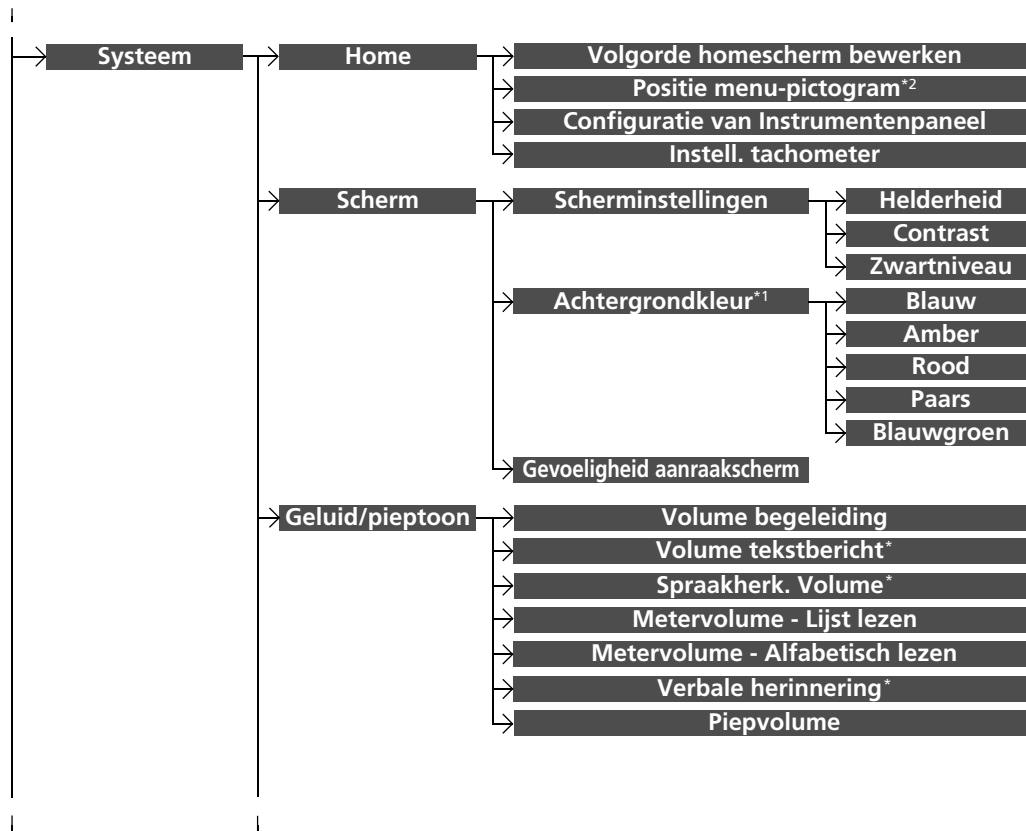 Systeem
Home
Volgorde homescherm bewerken
Positie menu-pictogram*2
Configuratie van Instrumentenpaneel
Instell. tachometer
Scherm
Scherminstellingen
Helderheid
Contrast
Zwartniveau
Achtergrondkleur*1
Blauw
Amber
Rood
Paars
Blauwgroen
Gevoeligheid aanraakscherm
Geluid/pieptoon
Volume begeleiding
Volume tekstbericht*
Spraakherk. Volume*
Metervolume - Lijst lezen
Metervolume - Alfabetisch lezen
Verbale herinnering*
Piepvolume